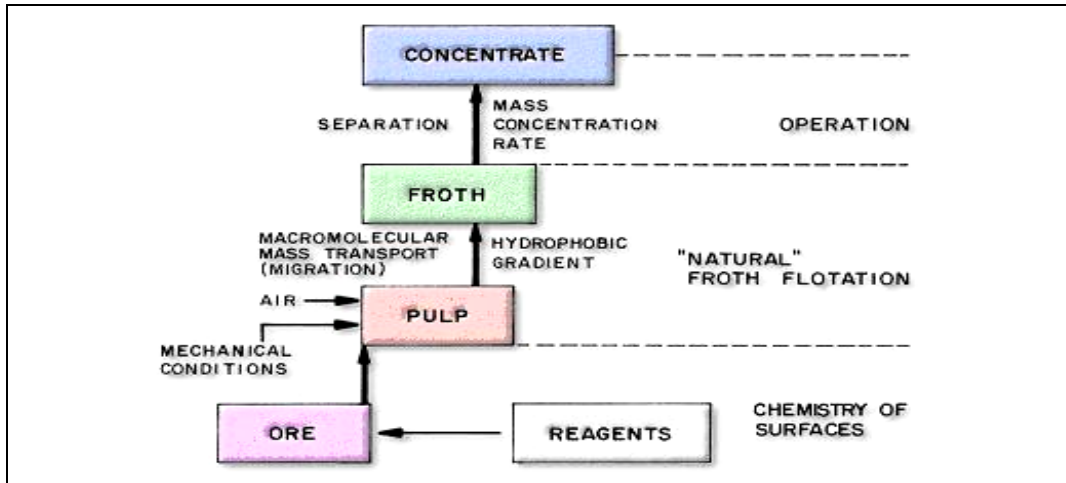 CONCENTRATE
SEPARATION
MASS
CONCENTRATION
RATE
OPERATION
FROTH
MACROMOLECULAR
MASS TRANSPORT
(MIGRATION)
HYDROPHOBIC
GRADIENT
"NATURAL"
FROTH FLOTATION
AIR
PULP
MECHANICAL
CONDITIONS
ORE
REAGENTS
CHEMISTRY OF
SURFACES